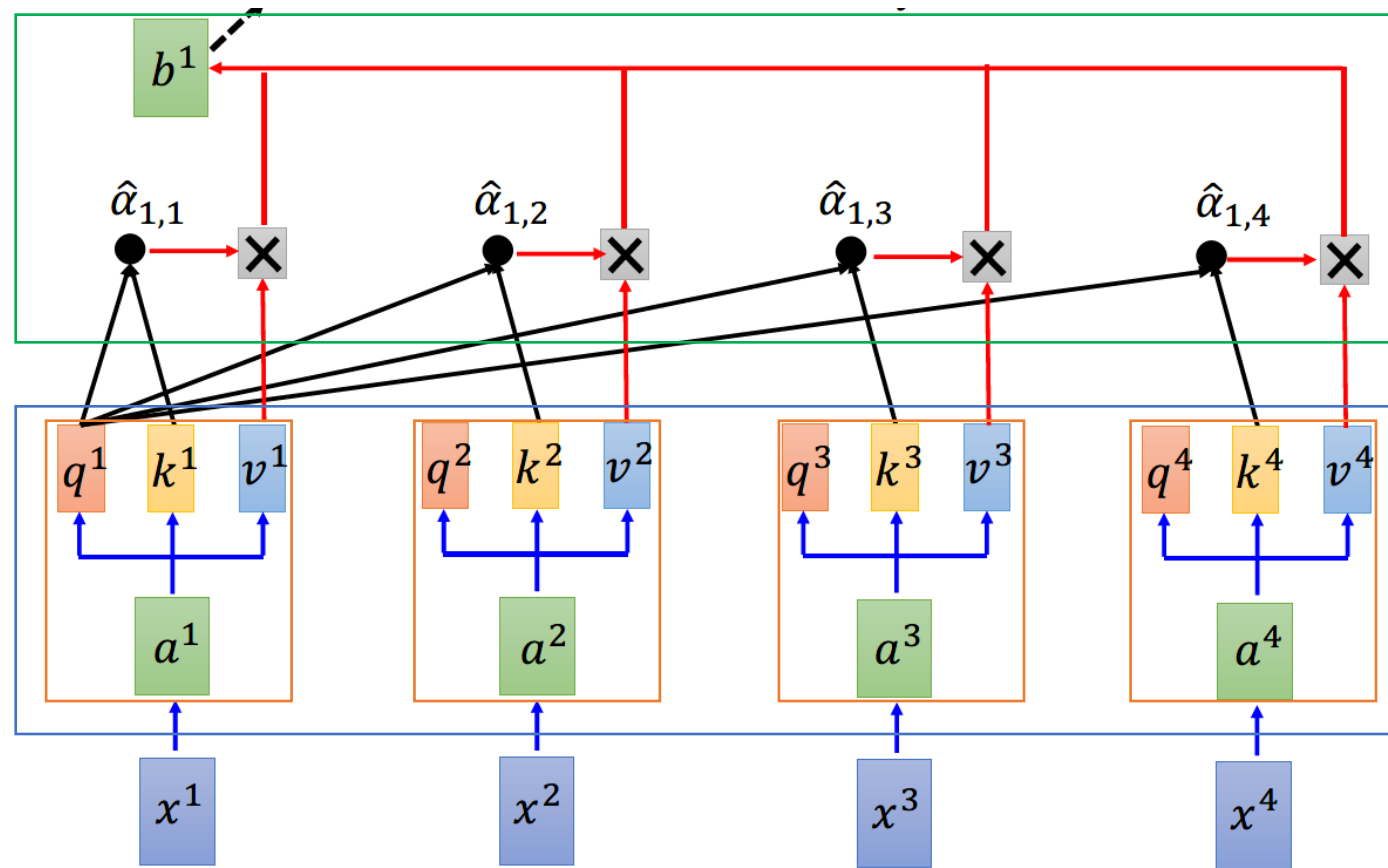 b¹
α̂₁,₁ α̂₁,₂ α̂₁,₃ α̂₁,₄
q¹ k¹ v¹ q² k² v² q³ k³ v³ q⁴ k⁴ v⁴
a¹ a² a³ a⁴
x¹ x² x³ x⁴